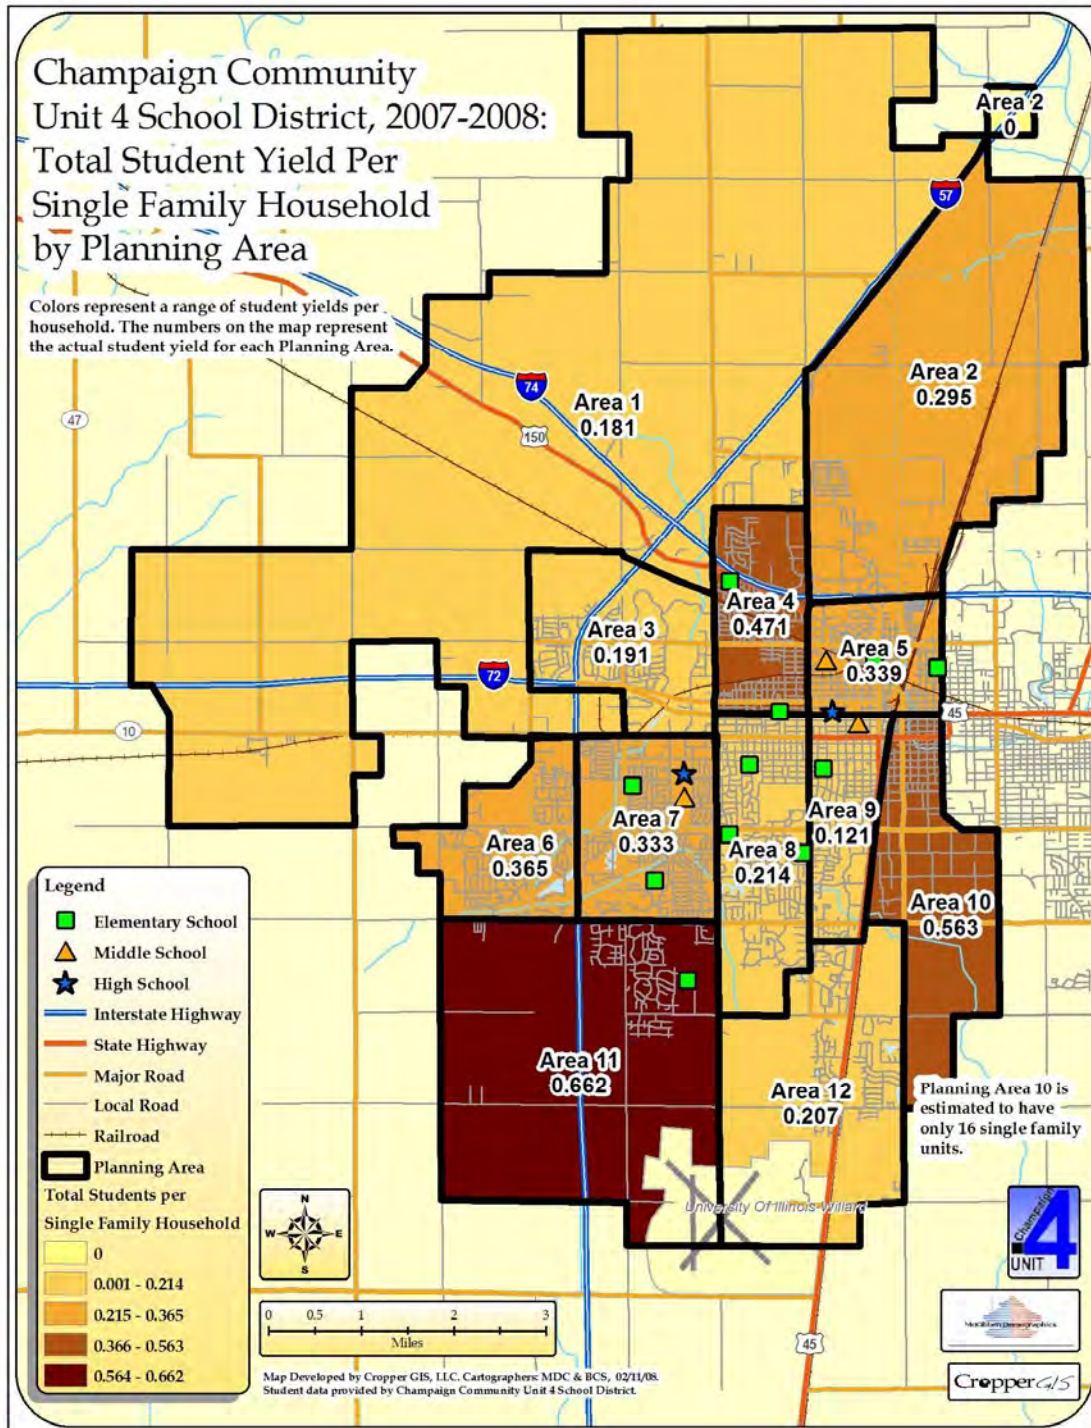 Champaign Community
Unit 4 School District, 2007-2008:
Total Student Yield Per
Single Family Household
by Planning Area
Colors represent a range of student yields per
household. The numbers on the map represent
the actual student yield for each Planning Area.
Area 2
0
57
Area 2
0.295
74
Area 1
0.181
150
47
Area 4
0.471
Area 3
0.191
Area 5
0.339
72
45
10
Area 9
0.121
Area 7
0.333
Area 6
0.365
Area 8
0.214
Area 10
0.563
Area 11
0.662
Area 12
0.207
Planning Area 10 is
estimated to have
only 16 single family
units.
University Of Illinois Willard
45
Legend
Elementary School
Middle School
High School
Interstate Highway
State Highway
Major Road
Local Road
Railroad
Planning Area
Total Students per
Single Family Household
0
0.001 - 0.214
0.215 - 0.365
0.366 - 0.563
0.564 - 0.662
N
W E
S
0 0.5 1 2 3
Miles
Map Developed by Cropper GIS, LLC. Cartographers: MDC & BCS, 02/11/08.
Student data provided by Champaign Community Unit 4 School District.
Champaign
UNIT 4
McKibben Demographics
Cropper GIS